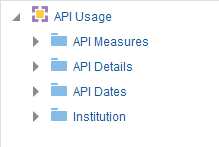 API Usage
API Measures
API Details
API Dates
Institution